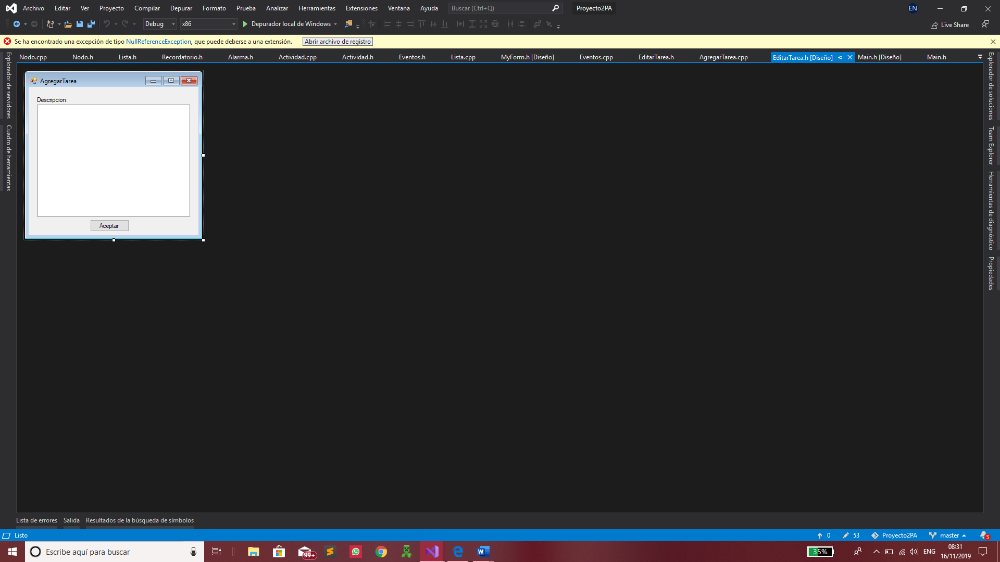 Archivo Editar Ver Proyecto Compilar Depurar Formato Prueba Analizar Herramientas Extensiones Ventana Ayuda Buscar (Ctrl+Q) Proyecto2PA EN
Debug x86 Depurador local de Windows Live Share
Se ha encontrado una excepción de tipo NullReferenceException, que puede deberse a una extensión. Abrir archivo de registro
Nodo.cpp Nodo.h Lista.h Recordatorio.h Alarma.h Actividad.cpp Actividad.h Eventos.h Lista.cpp MyForm.h [Diseño] Eventos.cpp EditarTarea.h AgregarTarea.cpp EditarTarea.h [Diseño] Main.h [Diseño] Main.h
Explorador de servidores
Cuadro de herramientas
AgregarTarea
Descripcion:
Aceptar
Explorador de soluciones
Team Explorer
Herramientas de diagnóstico
Propiedades
Lista de errores Salida Resultados de la búsqueda de símbolos
Listo 0 53 Proyecto2PA master 3
Escribe aquí para buscar 99+ 35% ENG 08:31
16/11/2019